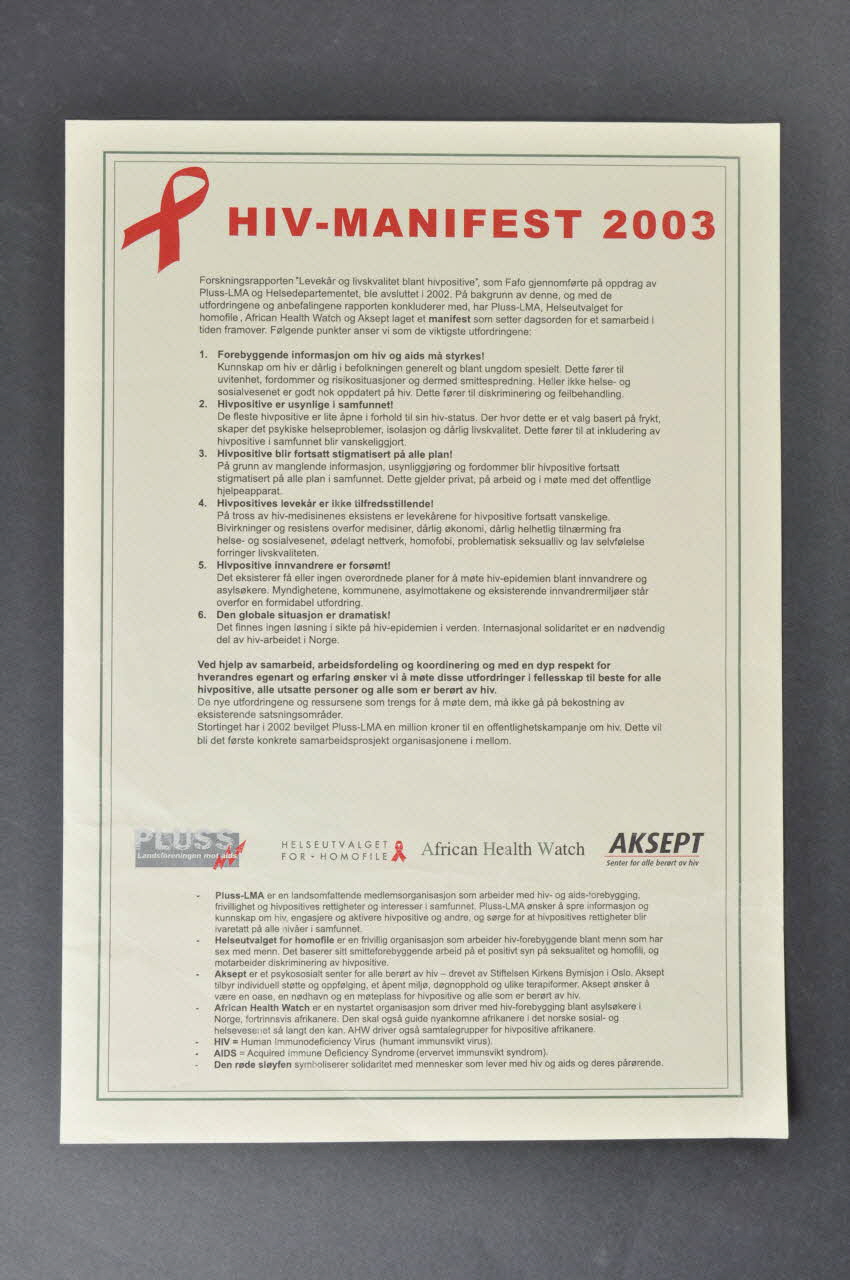 HIV-MANIFEST 2003
Forskningsrapporten "Levekår og livskvalitet blant hivpositive", som Fafo gjennomførte på oppdrag av
Pluss-LMA og Helsedepartementet, ble avsluttet i 2002. På bakgrunn av denne, og med de
utfordringene og anbefalingene rapporten konkluderer med, har Pluss-LMA, Helseutvalget for
homofile, African Health Watch og Aksept laget et manifest som setter dagsorden for et samarbeid i
tiden framover. Følgende punkter anser vi som de viktigste utfordringene:
1. Forebyggende informasjon om hiv og aids må styrkes!
Kunnskap om hiv er dårlig i befolkningen generelt og blant ungdom spesielt. Dette fører til
uvitenhet, fordommer og risikosituasjoner og dermed smittespredning. Heller ikke helse- og
sosialvesenet er godt nok oppdatert på hiv. Dette fører til diskriminering og feilbehandling.
2. Hivpositive er usynlige i samfunnet!
De fleste hivpositive er lite åpne i forhold til sin hiv-status. Der hvor dette er et valg basert på frykt,
skaper det psykiske helseproblemer, isolasjon og dårlig livskvalitet. Dette fører til at inkludering av
hivpositive i samfunnet blir vanskeliggjort.
3. Hivpositive blir fortsatt stigmatisert på alle plan!
På grunn av manglende informasjon, usynliggjøring og fordommer blir hivpositive fortsatt
stigmatisert på alle plan i samfunnet. Dette gjelder privat, på arbeid og i møte med det offentlige
hjelpeapparat.
4. Hivpositives levekår er ikke tilfredsstillende!
På tross av hiv-medisinenes eksistens er levekårene for hivpositive fortsatt vanskelige.
Bivirkninger og resistens overfor medisiner, dårlig økonomi, dårlig helhetlig tilnærming fra
helse- og sosialvesenet, ødelagt nettverk, homofobi, problematisk seksualliv og lav selvfølelse
forringer livskvaliteten.
5. Hivpositive innvandrere er forsømt!
Det eksisterer få eller ingen overordnede planer for å møte hiv-epidemien blant innvandrere og
asylsøkere. Myndighetene, kommunene, asylmottakene og eksisterende innvandrermiljøer står
overfor en formidabel utfordring.
6. Den globale situasjon er dramatisk!
Det finnes ingen løsning i sikte på hiv-epidemien i verden. Internasjonal solidaritet er en nødvendig
del av hiv-arbeidet i Norge.
Ved hjelp av samarbeid, arbeidsfordeling og koordinering og med en dyp respekt for
hverandres egenart og erfaring ønsker vi å møte disse utfordringer i fellesskap til beste for alle
hivpositive, alle utsatte personer og alle som er berørt av hiv.
De nye utfordringene og ressursene som trengs for å møte dem, må ikke gå på bekostning av
eksisterende satsningsområder.
Stortinget har i 2002 bevilget Pluss-LMA en million kroner til en offentlighetskampanje om hiv. Dette vil
bli det første konkrete samarbeidsprosjekt organisasjonene i mellom.
PLUSS
Landsforeningen mot aids
HELSEUTVALGET
FOR • HOMOFILE
African Health Watch
AKSEPT
Senter for alle berørt av hiv
- Pluss-LMA er en landsomfattende medlemsorganisasjon som arbeider med hiv- og aids-forebygging,
frivillighet og hivpositives rettigheter og interesser i samfunnet. Pluss-LMA ønsker å spre informasjon og
kunnskap om hiv, engasjere og aktivere hivpositive og andre, og sørge for at hivpositives rettigheter blir
ivaretatt på alle nivåer i samfunnet.
- Helseutvalget for homofile er en frivillig organisasjon som arbeider hiv-forebyggende blant menn som har
sex med menn. Det baserer sitt smitteforebyggende arbeid på et positivt syn på seksualitet og homofili, og
motarbeider diskriminering av hivpositive.
- Aksept er et psykososialt senter for alle berørt av hiv – drevet av Stiftelsen Kirkens Bymisjon i Oslo. Aksept
tilbyr individuell støtte og oppfølging, et åpent miljø, døgnopphold og ulike terapiformer. Aksept ønsker å
være en oase, en nødhavn og en møteplass for hivpositive og alle som er berørt av hiv.
- African Health Watch er en nystartet organisasjon som driver med hiv-forebygging blant asylsøkere i
Norge, fortrinnsvis afrikanere. Den skal også guide nyankomne afrikanere i det norske sosial- og
helsevesenet så langt den kan. AHW driver også samtalegrupper for hivpositive afrikanere.
- HIV = Human Immunodeficiency Virus (humant immunsvikt virus).
- AIDS = Acquired Immune Deficiency Syndrome (ervervet immunsvikt syndrom).
- Den røde sløyfen symboliserer solidaritet med mennesker som lever med hiv og aids og deres pårørende.